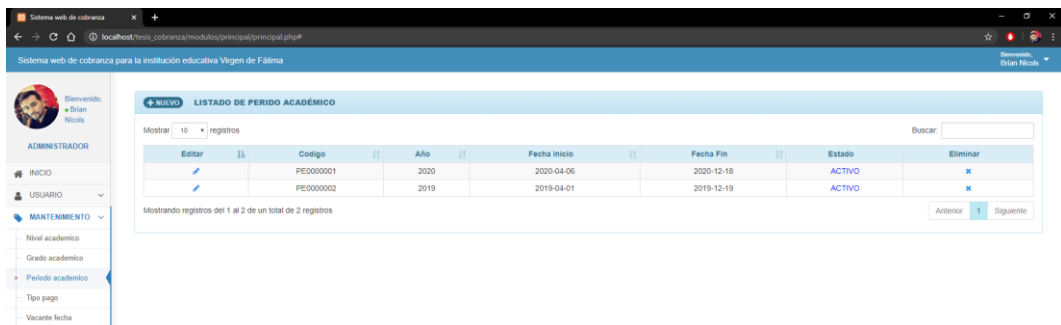 Sistema web de cobranza
localhost/tesis_cobranza/modulos/principal/principal.php#
Sistema web de cobranza para la institución educativa Virgen de Fátima
Bienvenido,
Brian Nicols
Bienvenido,
Brian
Nicols
ADMINISTRADOR
INICIO
USUARIO
MANTENIMIENTO
Nivel academico
Grado academico
Periodo academico
Tipo pago
Vacante fecha
NUEVO LISTADO DE PERIDO ACADÉMICO
Mostrar 10 registros Buscar:
Editar Codigo Año Fecha Inicio Fecha Fin Estado Eliminar
PE0000001 2020 2020-04-06 2020-12-18 ACTIVO
PE0000002 2019 2019-04-01 2019-12-19 ACTIVO
Mostrando registros del 1 al 2 de un total de 2 registros
Anterior 1 Siguiente